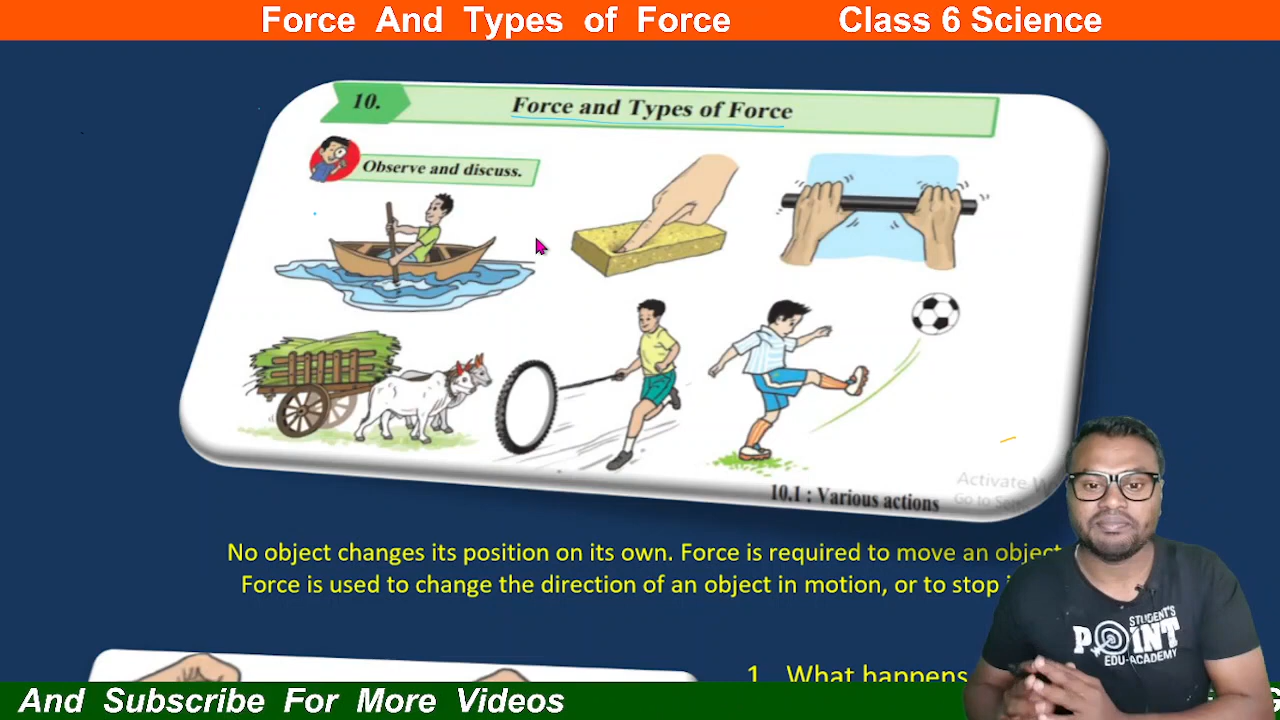 Force And Types of Force Class 6 Science
10. Force and Types of Force
Observe and discuss.
10.1 : Various actions
Activate
Go to
No object changes its position on its own. Force is required to move an object
Force is used to change the direction of an object in motion, or to stop
1. What happens
STUDENT'S
POINT
EDU-ACADEMY
And Subscribe For More Videos